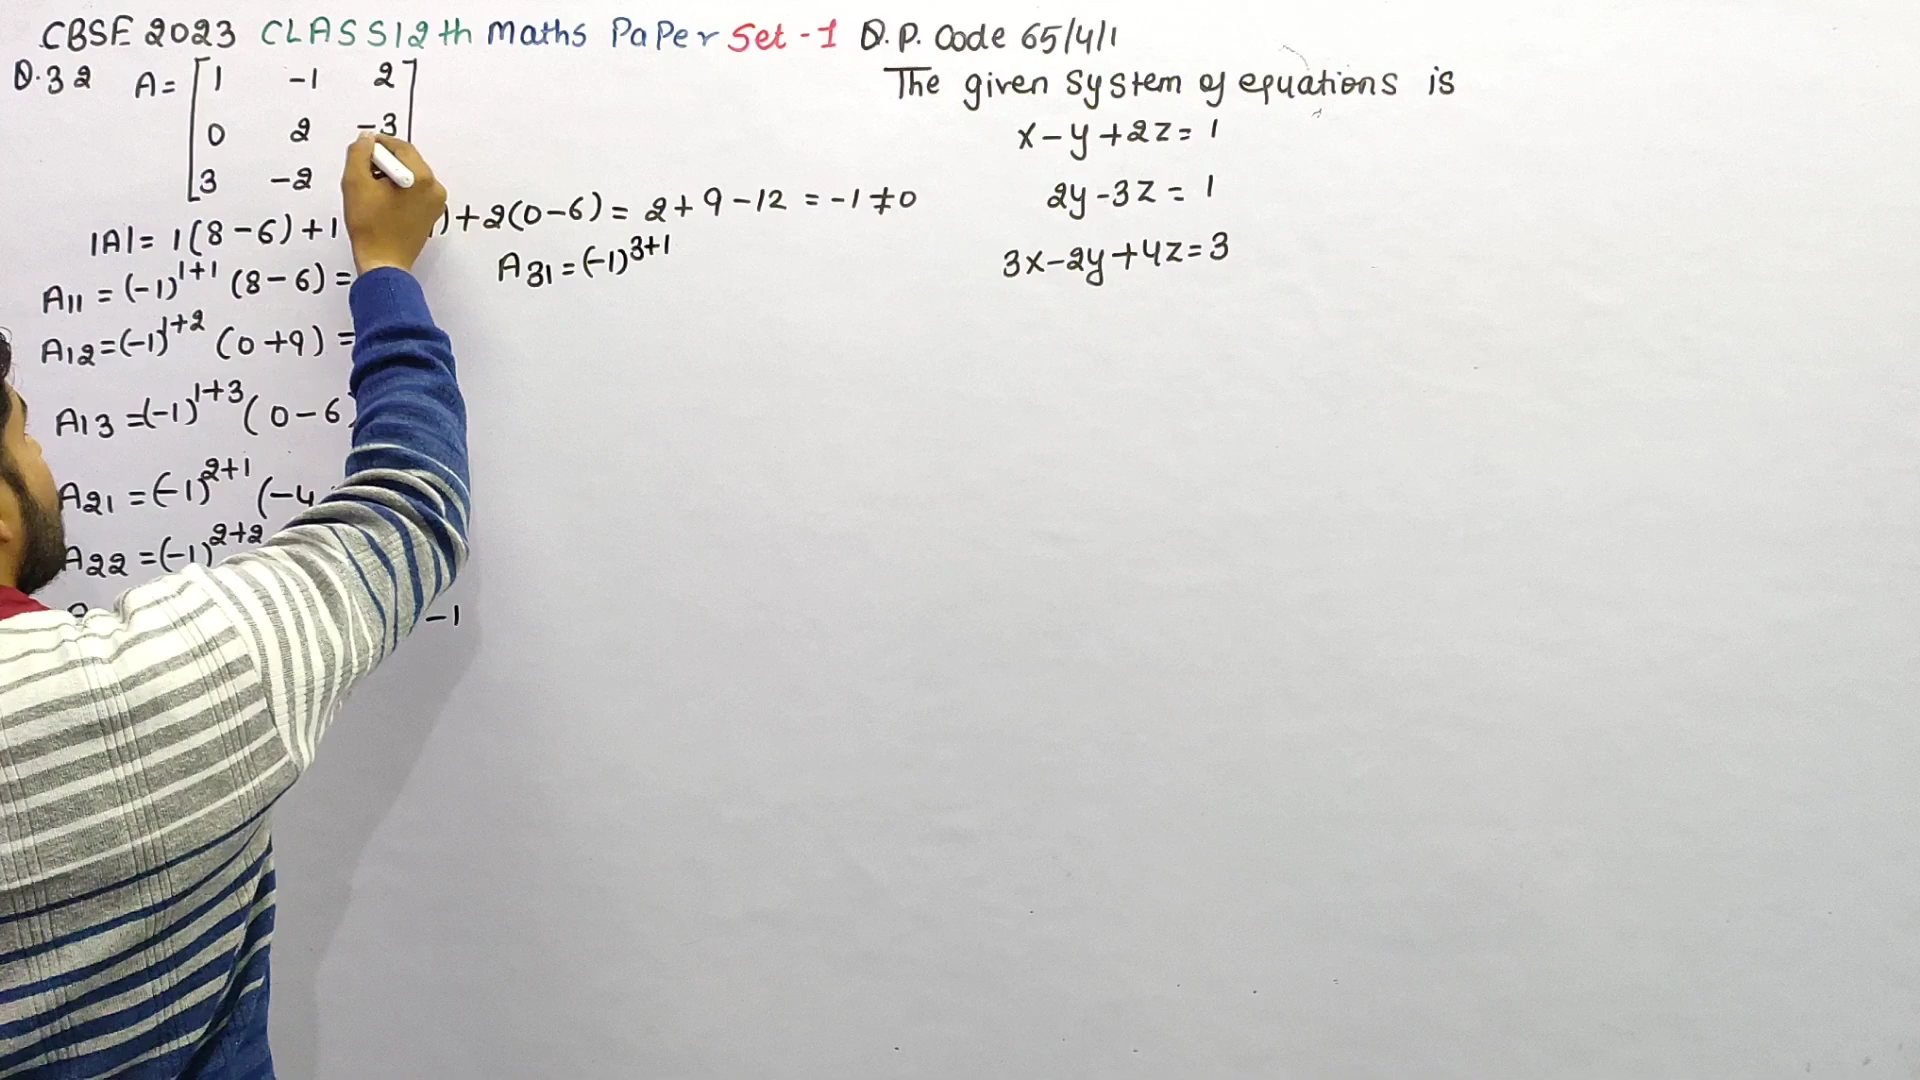 CBSE 2023 CLASS 12th Maths PaPer Set -1 Q.P. Code 65/4/1
Q.32 A= [1 -1 2
0 2 -3
3 -2
|A| = 1(8-6)+1 )+2(0-6) = 2+9-12 = -1≠0
A11 = (-1)^1+1 (8-6) =
A12 = (-1)^1+2 (0+9) =
A13 = (-1)^1+3 (0-6)
A21 = (-1)^2+1 (-4
A22 = (-1)^2+2
-1
A31 = (-1)^3+1
The given system of equations is
x-y+2z= 1
2y-3z = 1
3x-2y+4z=3